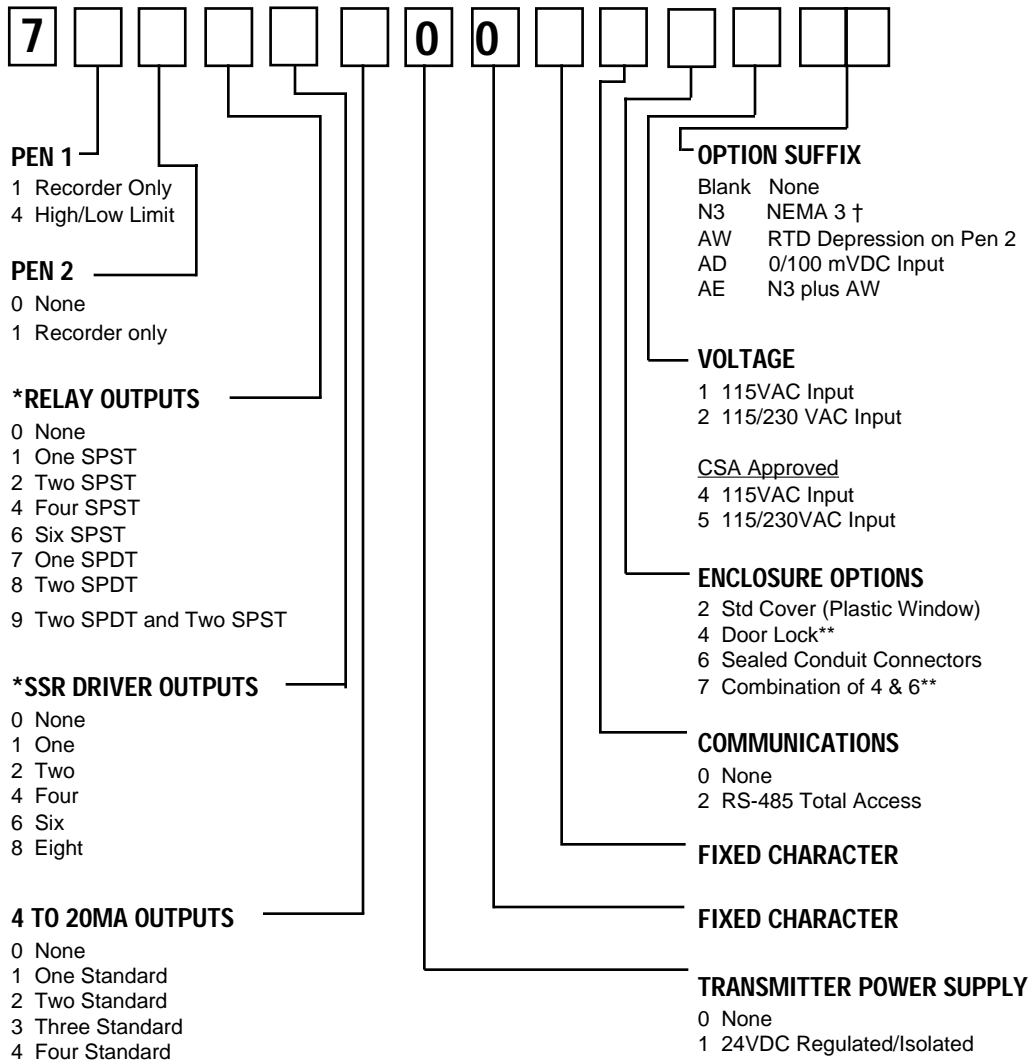 7 0 0
PEN 1
1 Recorder Only
4 High/Low Limit
PEN 2
0 None
1 Recorder only
*RELAY OUTPUTS
0 None
1 One SPST
2 Two SPST
4 Four SPST
6 Six SPST
7 One SPDT
8 Two SPDT
9 Two SPDT and Two SPST
*SSR DRIVER OUTPUTS
0 None
1 One
2 Two
4 Four
6 Six
8 Eight
4 TO 20MA OUTPUTS
0 None
1 One Standard
2 Two Standard
3 Three Standard
4 Four Standard
OPTION SUFFIX
Blank None
N3 NEMA 3 †
AW RTD Depression on Pen 2
AD 0/100 mVDC Input
AE N3 plus AW
VOLTAGE
1 115VAC Input
2 115/230 VAC Input
CSA Approved
4 115VAC Input
5 115/230VAC Input
ENCLOSURE OPTIONS
2 Std Cover (Plastic Window)
4 Door Lock**
6 Sealed Conduit Connectors
7 Combination of 4 & 6**
COMMUNICATIONS
0 None
2 RS-485 Total Access
FIXED CHARACTER
FIXED CHARACTER
TRANSMITTER POWER SUPPLY
0 None
1 24VDC Regulated/Isolated